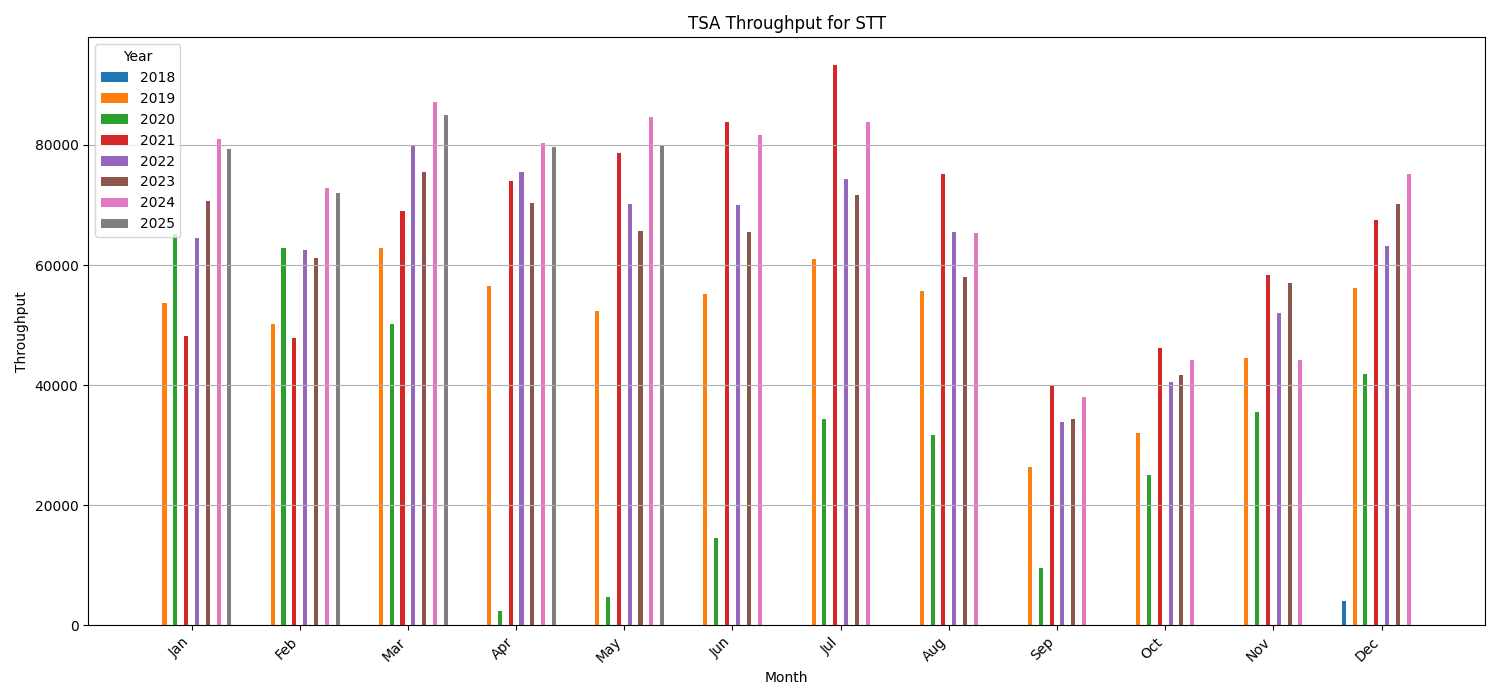 TSA Throughput for STT
Year
2018
2019
2020
2021
2022
2023
2024
2025
Throughput
80000
60000
40000
20000
0
Jan
Feb
Mar
Apr
May
Jun
Jul
Aug
Sep
Oct
Nov
Dec
Month